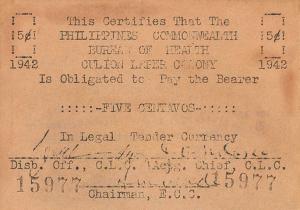 This Certifies That The
5¢ PHILIPPINES COMMONWEALTH 5¢
BUREAU OF HEALTH
1942 CULION LEPER COLONY 1942
Is Obligated to Pay the Bearer
:::::-FIVE CENTAVOS-:::::
In Legal Tender Currency
Disb. Off., C.L.C. Actg. Chief, C.L.C.
15977 15977
Chairman, E.C.C.